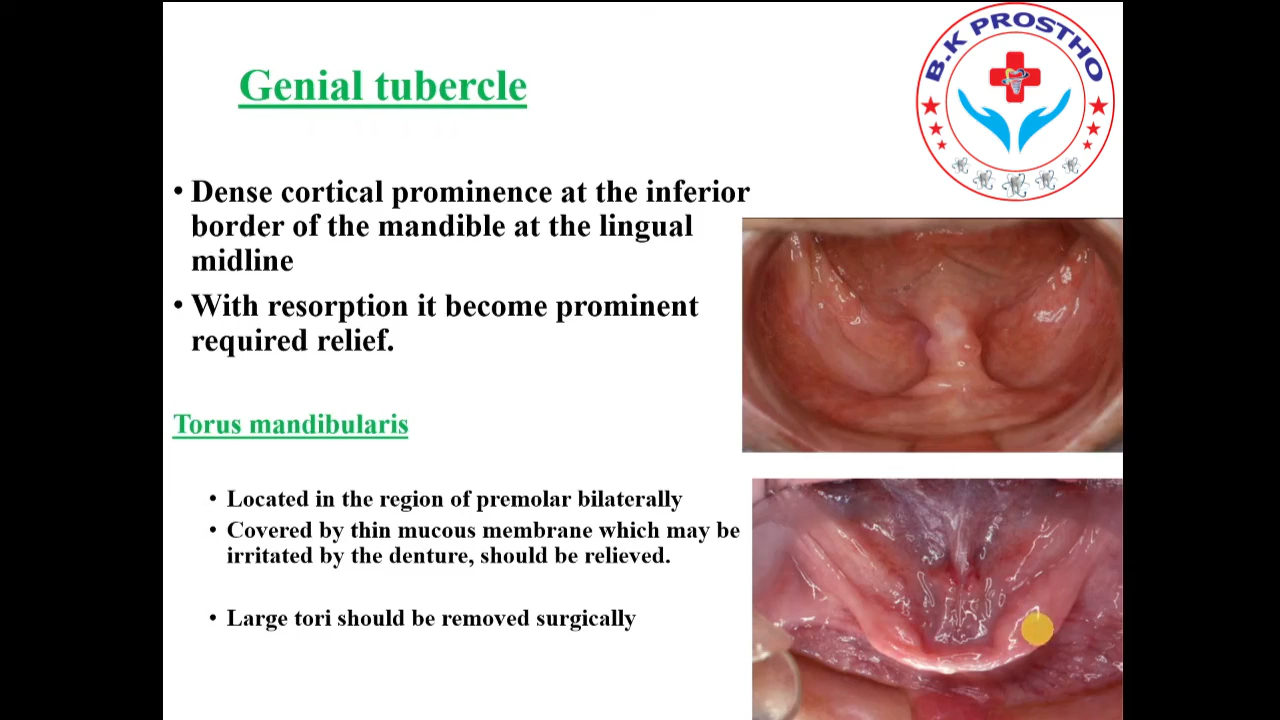 Genial tubercle
B.K PROSTHO
• Dense cortical prominence at the inferior
border of the mandible at the lingual
midline
• With resorption it become prominent
required relief.
Torus mandibularis
• Located in the region of premolar bilaterally
• Covered by thin mucous membrane which may be
irritated by the denture, should be relieved.
• Large tori should be removed surgically